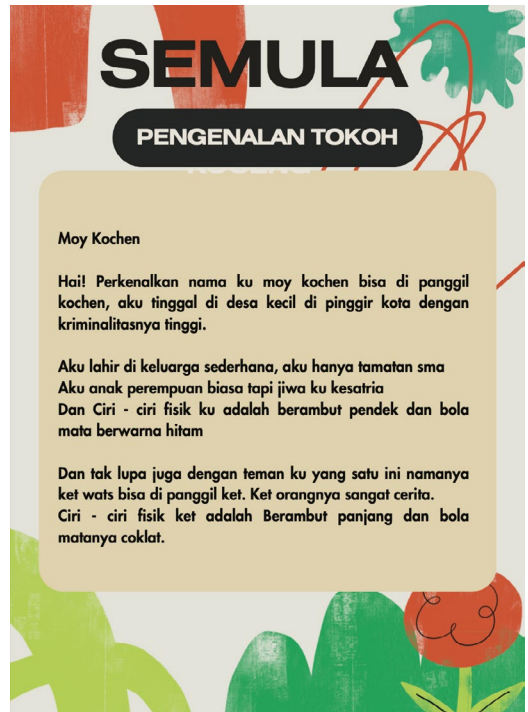 SEMULA
PENGENALAN TOKOH
Moy Kochen
Hai! Perkenalkan nama ku moy kochen bisa di panggil
kochen, aku tinggal di desa kecil di pinggir kota dengan
kriminalitasnya tinggi.
Aku lahir di keluarga sederhana, aku hanya tamatan sma
Aku anak perempuan biasa tapi jiwa ku kesatria
Dan Ciri - ciri fisik ku adalah berambut pendek dan bola
mata berwarna hitam
Dan tak lupa juga dengan teman ku yang satu ini namanya
ket wats bisa di panggil ket. Ket orangnya sangat cerita.
Ciri - ciri fisik ket adalah Berambut panjang dan bola
matanya coklat.